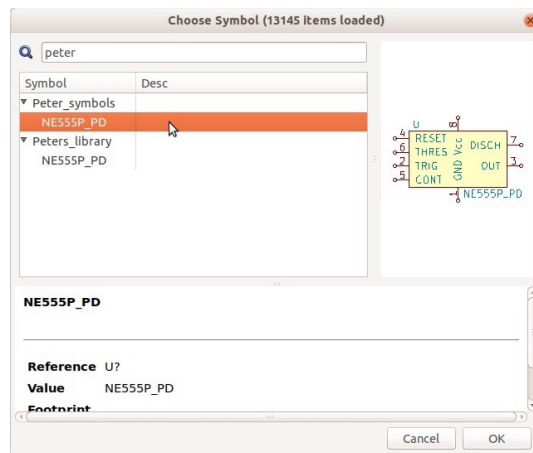 Choose Symbol (13145 items loaded)
peter
Symbol Desc
Peter_symbols
NE555P_PD
Peters_library
NE555P_PD
U
8
4 RESET Vcc DISCH 7
6 THRES
2 TRIG GND OUT 3
5 CONT
1 NE555P_PD
NE555P_PD
Reference U?
Value NE555P_PD
Footprint
Cancel OK